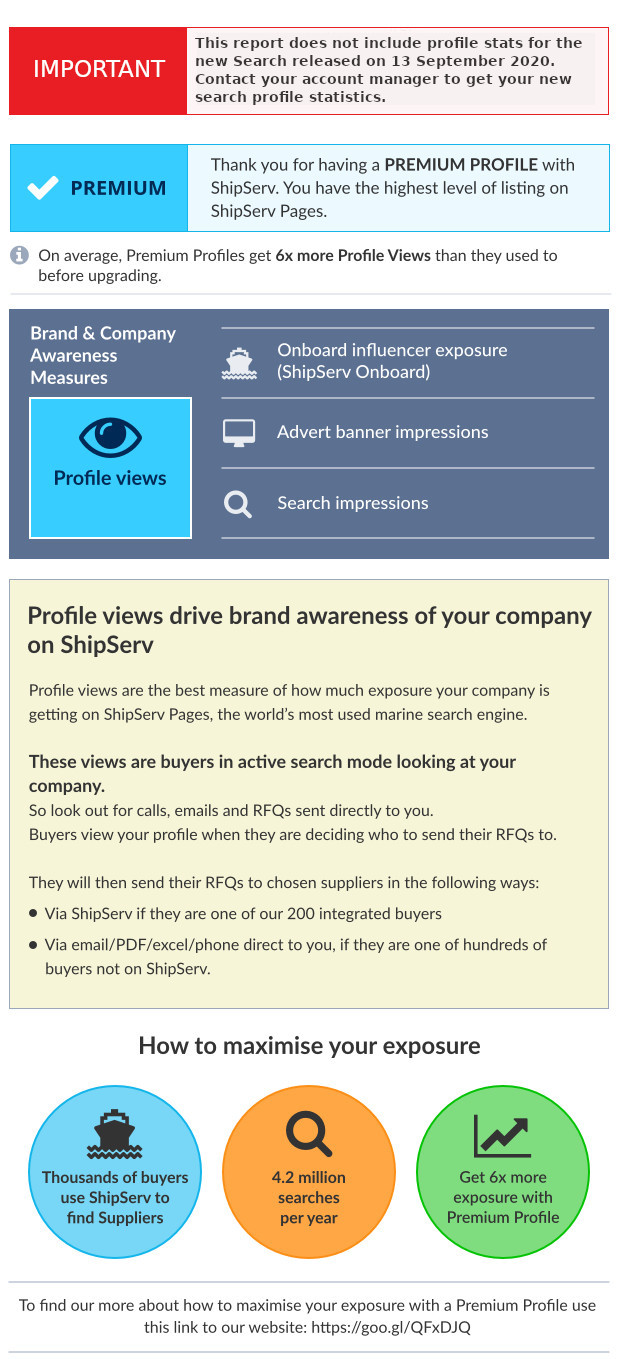 IMPORTANT
This report does not include profile stats for the
new Search released on 13 September 2020.
Contact your account manager to get your new
search profile statistics.
PREMIUM
Thank you for having a PREMIUM PROFILE with
ShipServ. You have the highest level of listing on
ShipServ Pages.
On average, Premium Profiles get 6x more Profile Views than they used to
before upgrading.
Brand & Company
Awareness
Measures
Profile views
Onboard influencer exposure
(ShipServ Onboard)
Advert banner impressions
Search impressions
Profile views drive brand awareness of your company
on ShipServ
Profile views are the best measure of how much exposure your company is
getting on ShipServ Pages, the world’s most used marine search engine.
These views are buyers in active search mode looking at your
company.
So look out for calls, emails and RFQs sent directly to you.
Buyers view your profile when they are deciding who to send their RFQs to.
They will then send their RFQs to chosen suppliers in the following ways:
• Via ShipServ if they are one of our 200 integrated buyers
• Via email/PDF/excel/phone direct to you, if they are one of hundreds of
buyers not on ShipServ.
How to maximise your exposure
Thousands of buyers
use ShipServ to
find Suppliers
4.2 million
searches
per year
Get 6x more
exposure with
Premium Profile
To find our more about how to maximise your exposure with a Premium Profile use
this link to our website: https://goo.gl/QFxDJQ